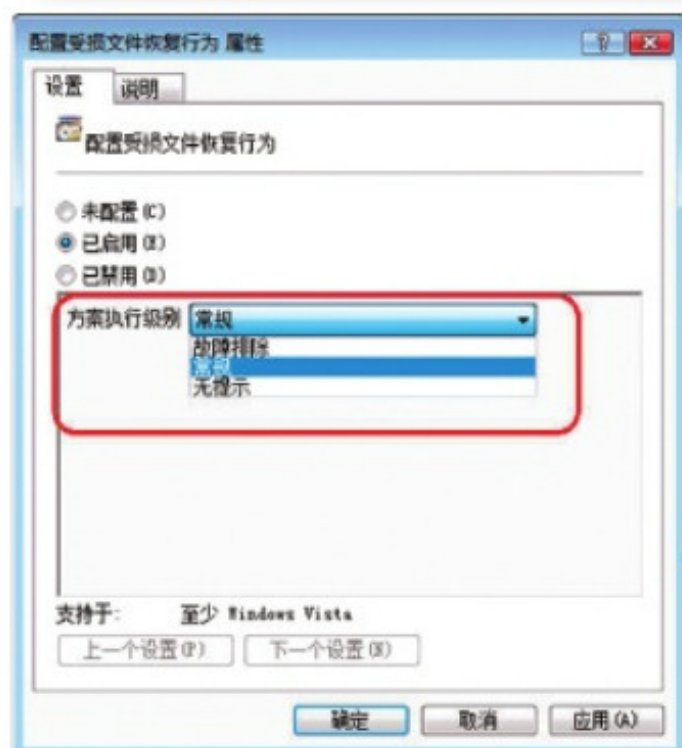 配置受损文件恢复行为 属性
设置 说明
配置受损文件恢复行为
未配置(C)
已启用(E)
已禁用(D)
方案执行级别 常规
故障排除
常规
无提示
支持于: 至少 Windows Vista
上一个设置(P) 下一个设置(N)
确定 取消 应用(A)